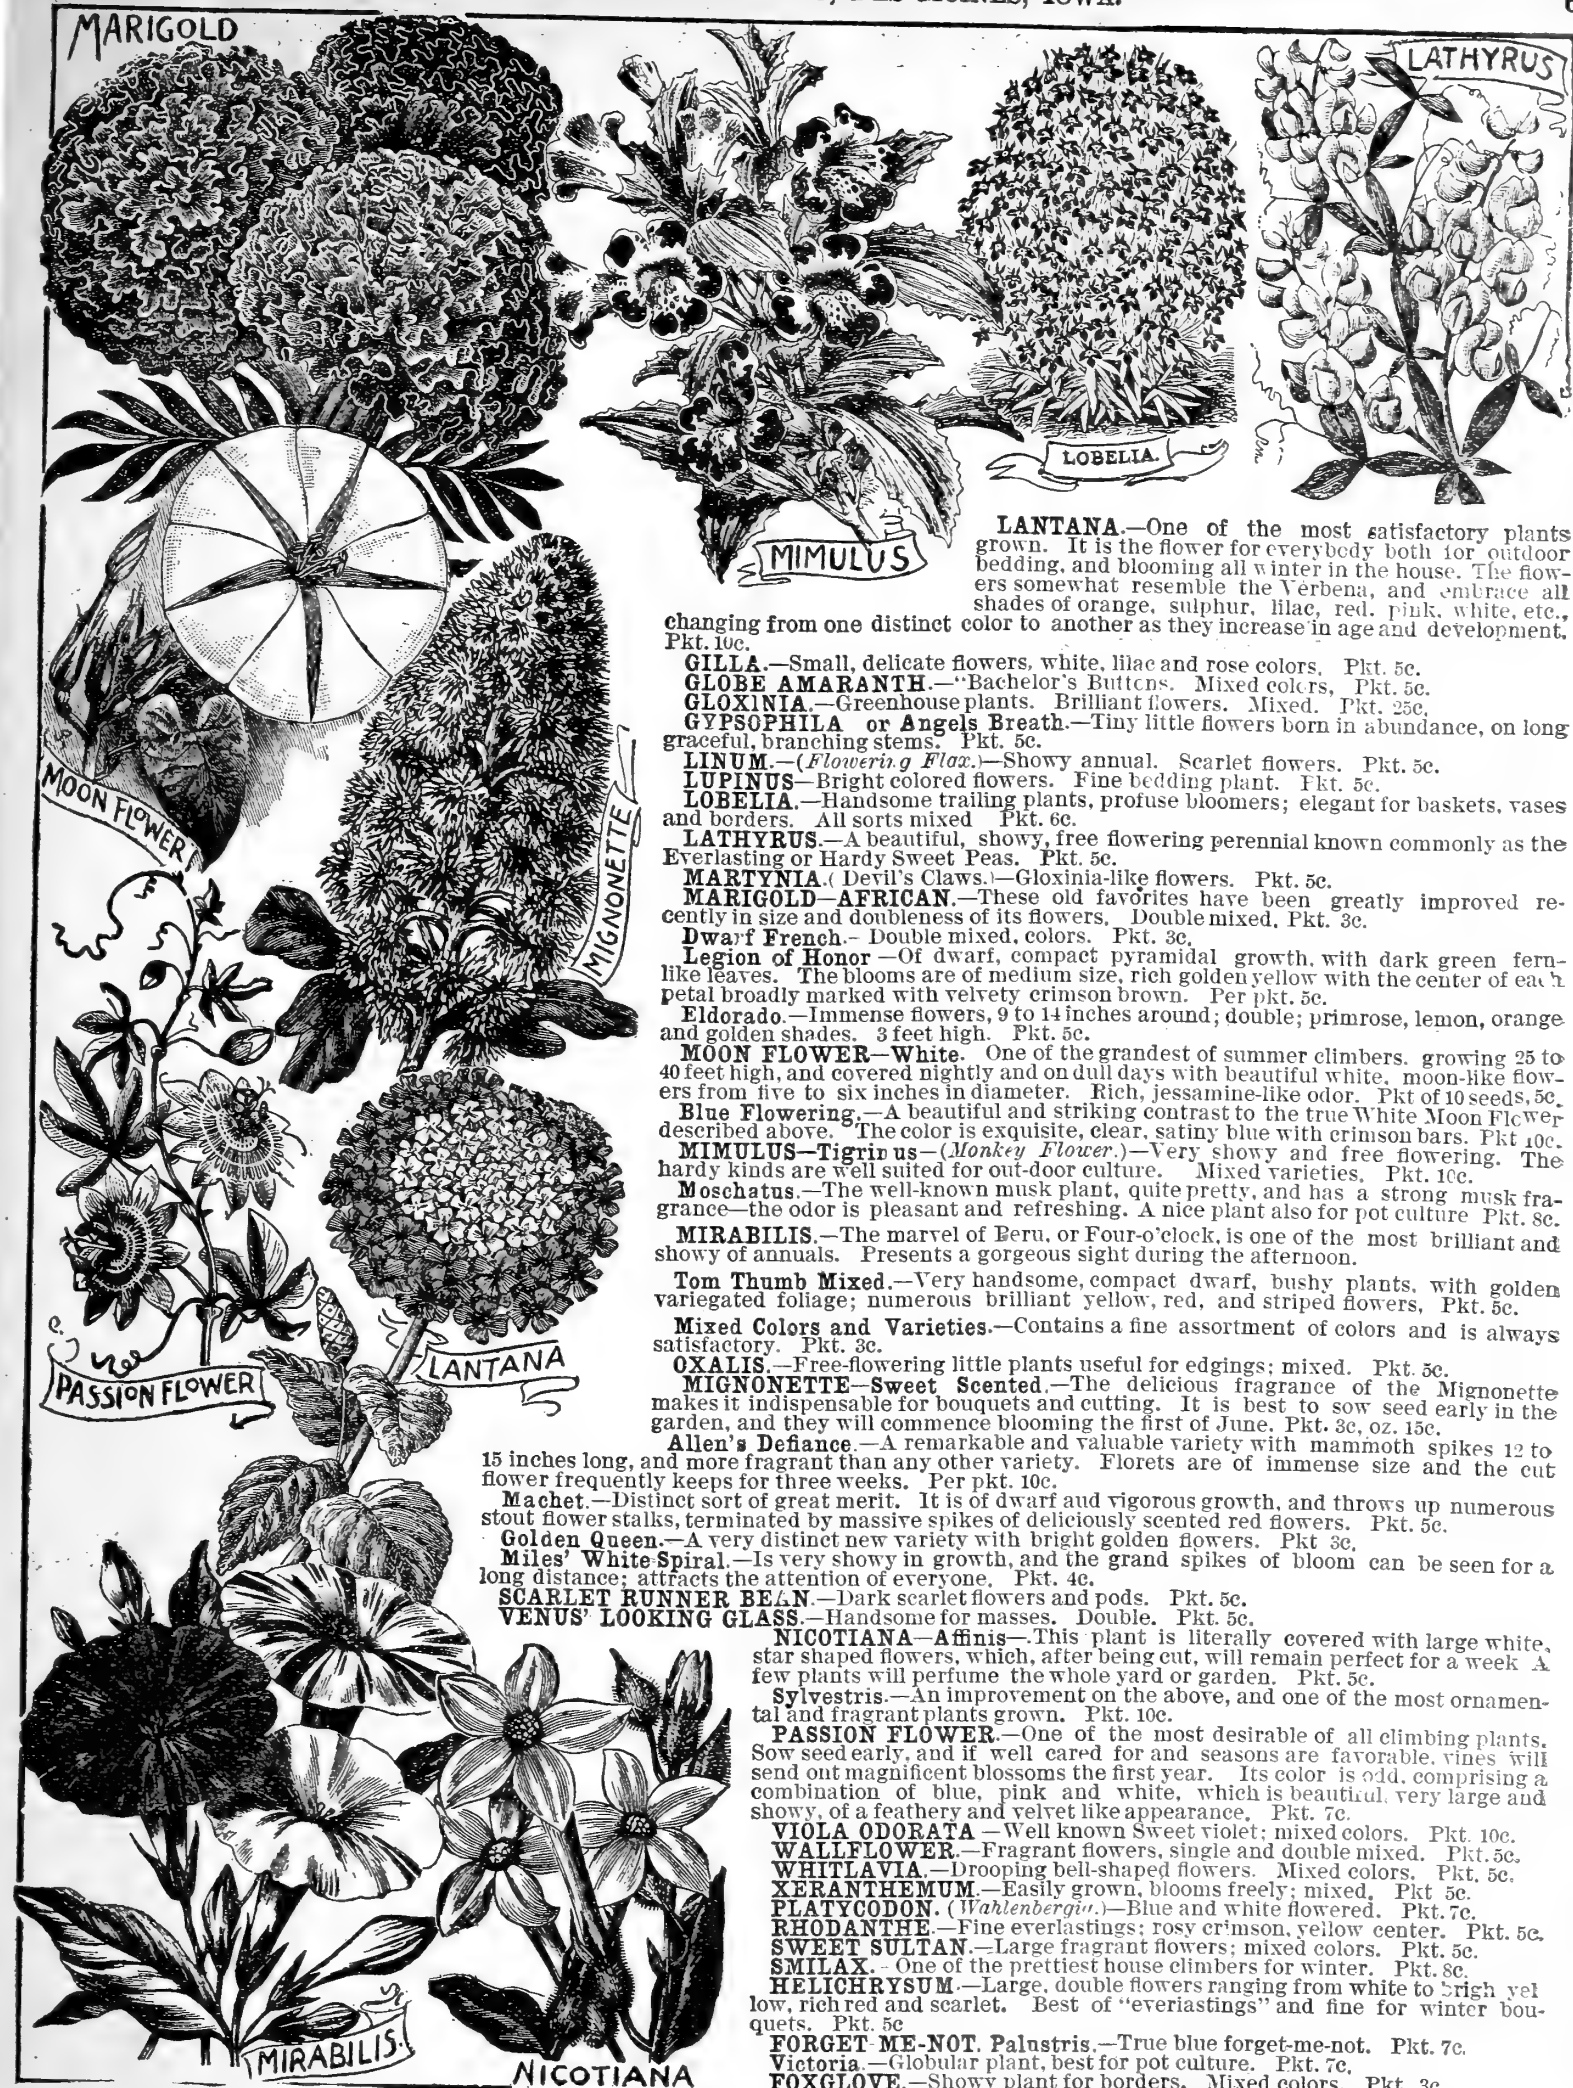 IOWA.
MARIGOLD
LATHYRUS
LOBELIA.
MIMULUS
MOON FLOWER
MIGNONETTE
PASSION FLOWER
LANTANA
MIRABILIS.
NICOTIANA
LANTANA.—One of the most satisfactory plants
grown. It is the flower for everybody both for outdoor
bedding, and blooming all winter in the house. The flow-
ers somewhat resemble the Verbena, and embrace all
shades of orange, sulphur, lilac, red, pink, white, etc.,
changing from one distinct color to another as they increase in age and development.
Pkt. 10c.
GILLA.—Small, delicate flowers, white, lilac and rose colors. Pkt. 5c.
GLOBE AMARANTH.—"Bachelor's Buttons. Mixed colors, Pkt. 5c.
GLOXINIA.—Greenhouse plants. Brilliant flowers. Mixed. Pkt. 25c.
GYPSOPHILA or Angels Breath.—Tiny little flowers born in abundance, on long
graceful, branching stems. Pkt. 5c.
LINUM.—(Flowering Flax.)—Showy annual. Scarlet flowers. Pkt. 5c.
LUPINUS—Bright colored flowers. Fine bedding plant. Pkt. 5c.
LOBELIA.—Handsome trailing plants, profuse bloomers; elegant for baskets, vases
and borders. All sorts mixed Pkt. 6c.
LATHYRUS.—A beautiful, showy, free flowering perennial known commonly as the
Everlasting or Hardy Sweet Peas. Pkt. 5c.
MARTYNIA.( Devil's Claws.)—Gloxinia-like flowers. Pkt. 5c.
MARIGOLD—AFRICAN.—These old favorites have been greatly improved re-
cently in size and doubleness of its flowers. Double mixed. Pkt. 3c.
Dwarf French.- Double mixed. colors. Pkt. 3c.
Legion of Honor —Of dwarf, compact pyramidal growth, with dark green fern-
like leaves. The blooms are of medium size, rich golden yellow with the center of each
petal broadly marked with velvety crimson brown. Per pkt. 5c.
Eldorado.—Immense flowers, 9 to 14 inches around; double; primrose, lemon, orange
and golden shades. 3 feet high. Pkt. 5c.
MOON FLOWER—White. One of the grandest of summer climbers. growing 25 to
40 feet high, and covered nightly and on dull days with beautiful white, moon-like flow-
ers from five to six inches in diameter. Rich, jessamine-like odor. Pkt of 10 seeds, 5c.
Blue Flowering.—A beautiful and striking contrast to the true White Moon Flower
described above. The color is exquisite, clear, satiny blue with crimson bars. Pkt 10c.
MIMULUS—Tigrinus—(Monkey Flower.)—Very showy and free flowering. The
hardy kinds are well suited for out-door culture. Mixed varieties. Pkt. 10c.
Moschatus.—The well-known musk plant, quite pretty, and has a strong musk fra-
grance—the odor is pleasant and refreshing. A nice plant also for pot culture Pkt. 8c.
MIRABILIS.—The marvel of Peru, or Four-o'clock, is one of the most brilliant and
showy of annuals. Presents a gorgeous sight during the afternoon.
Tom Thumb Mixed.—Very handsome, compact dwarf, bushy plants, with golden
variegated foliage; numerous brilliant yellow, red, and striped flowers, Pkt. 5c.
Mixed Colors and Varieties.—Contains a fine assortment of colors and is always
satisfactory. Pkt. 3c.
OXALIS.—Free-flowering little plants useful for edgings; mixed. Pkt. 5c.
MIGNONETTE—Sweet Scented.—The delicious fragrance of the Mignonette
makes it indispensable for bouquets and cutting. It is best to sow seed early in the
garden, and they will commence blooming the first of June. Pkt. 3c, oz. 15c.
Allen's Defiance.—A remarkable and valuable variety with mammoth spikes 12 to
15 inches long, and more fragrant than any other variety. Florets are of immense size and the cut
flower frequently keeps for three weeks. Per pkt. 10c.
Machet.—Distinct sort of great merit. It is of dwarf and vigorous growth, and throws up numerous
stout flower stalks, terminated by massive spikes of deliciously scented red flowers. Pkt. 5c.
Golden Queen.—A very distinct new variety with bright golden flowers. Pkt 3c.
Miles' White Spiral.—Is very showy in growth, and the grand spikes of bloom can be seen for a
long distance; attracts the attention of everyone. Pkt. 4c.
SCARLET RUNNER BEAN.—Dark scarlet flowers and pods. Pkt. 5c.
VENUS' LOOKING GLASS.—Handsome for masses. Double. Pkt. 5c.
NICOTIANA—Affinis—.This plant is literally covered with large white,
star shaped flowers, which, after being cut, will remain perfect for a week A
few plants will perfume the whole yard or garden. Pkt. 5c.
Sylvestris.—An improvement on the above, and one of the most ornamen-
tal and fragrant plants grown. Pkt. 10c.
PASSION FLOWER.—One of the most desirable of all climbing plants.
Sow seed early, and if well cared for and seasons are favorable, vines will
send out magnificent blossoms the first year. Its color is odd, comprising a
combination of blue, pink and white, which is beautiful, very large and
showy, of a feathery and velvet like appearance. Pkt. 7c.
VIOLA ODORATA —Well known Sweet violet; mixed colors. Pkt. 10c.
WALLFLOWER.—Fragrant flowers, single and double mixed. Pkt. 5c.
WHITLAVIA.—Drooping bell-shaped flowers. Mixed colors. Pkt. 5c.
XERANTHEMUM.—Easily grown, blooms freely; mixed. Pkt 5c.
PLATYCODON. (Wahlenbergia.)—Blue and white flowered. Pkt. 7c.
RHODANTHE.—Fine everlastings; rosy crimson, yellow center. Pkt. 5c.
SWEET SULTAN.—Large fragrant flowers; mixed colors. Pkt. 5c.
SMILAX.- One of the prettiest house climbers for winter. Pkt. 8c.
HELICHRYSUM.—Large, double flowers ranging from white to brigh yel
low, rich red and scarlet. Best of "everlastings" and fine for winter bou-
quets. Pkt. 5c
FORGET-ME-NOT. Palustris.—True blue forget-me-not. Pkt. 7c.
Victoria.—Globular plant, best for pot culture. Pkt. 7c.
FOXGLOVE.—Showy plant for borders. Mixed colors. Pkt. 3c